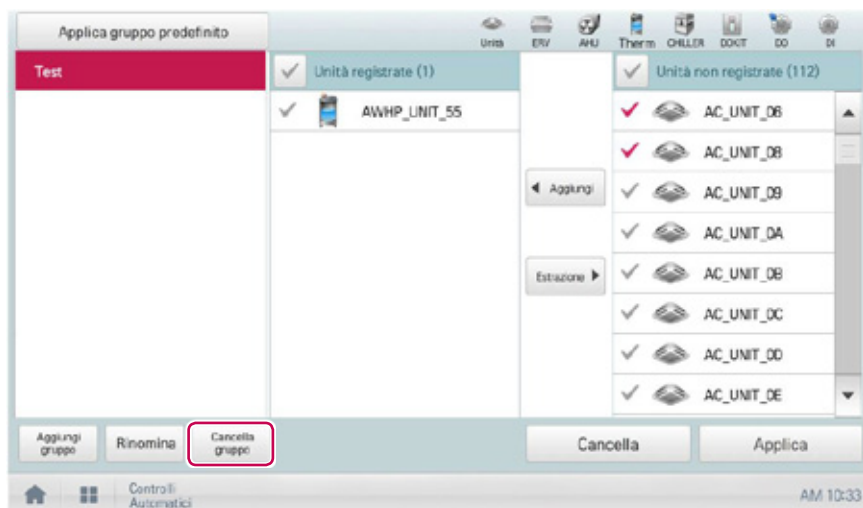 Applica gruppo predefinito
Unità ERV AHU Therm CHILLER DOKIT DO DI
Test
Unità registrate (1)
Unità non registrate (112)
AWHP_UNIT_55
AC_UNIT_06
AC_UNIT_08
AC_UNIT_09
AC_UNIT_0A
AC_UNIT_0B
AC_UNIT_0C
AC_UNIT_0D
AC_UNIT_0E
Aggiungi
Estrazione
Aggiungi
gruppo
Rinomina
Cancella
gruppo
Cancella
Applica
Controlli
Automatici
AM 10:33